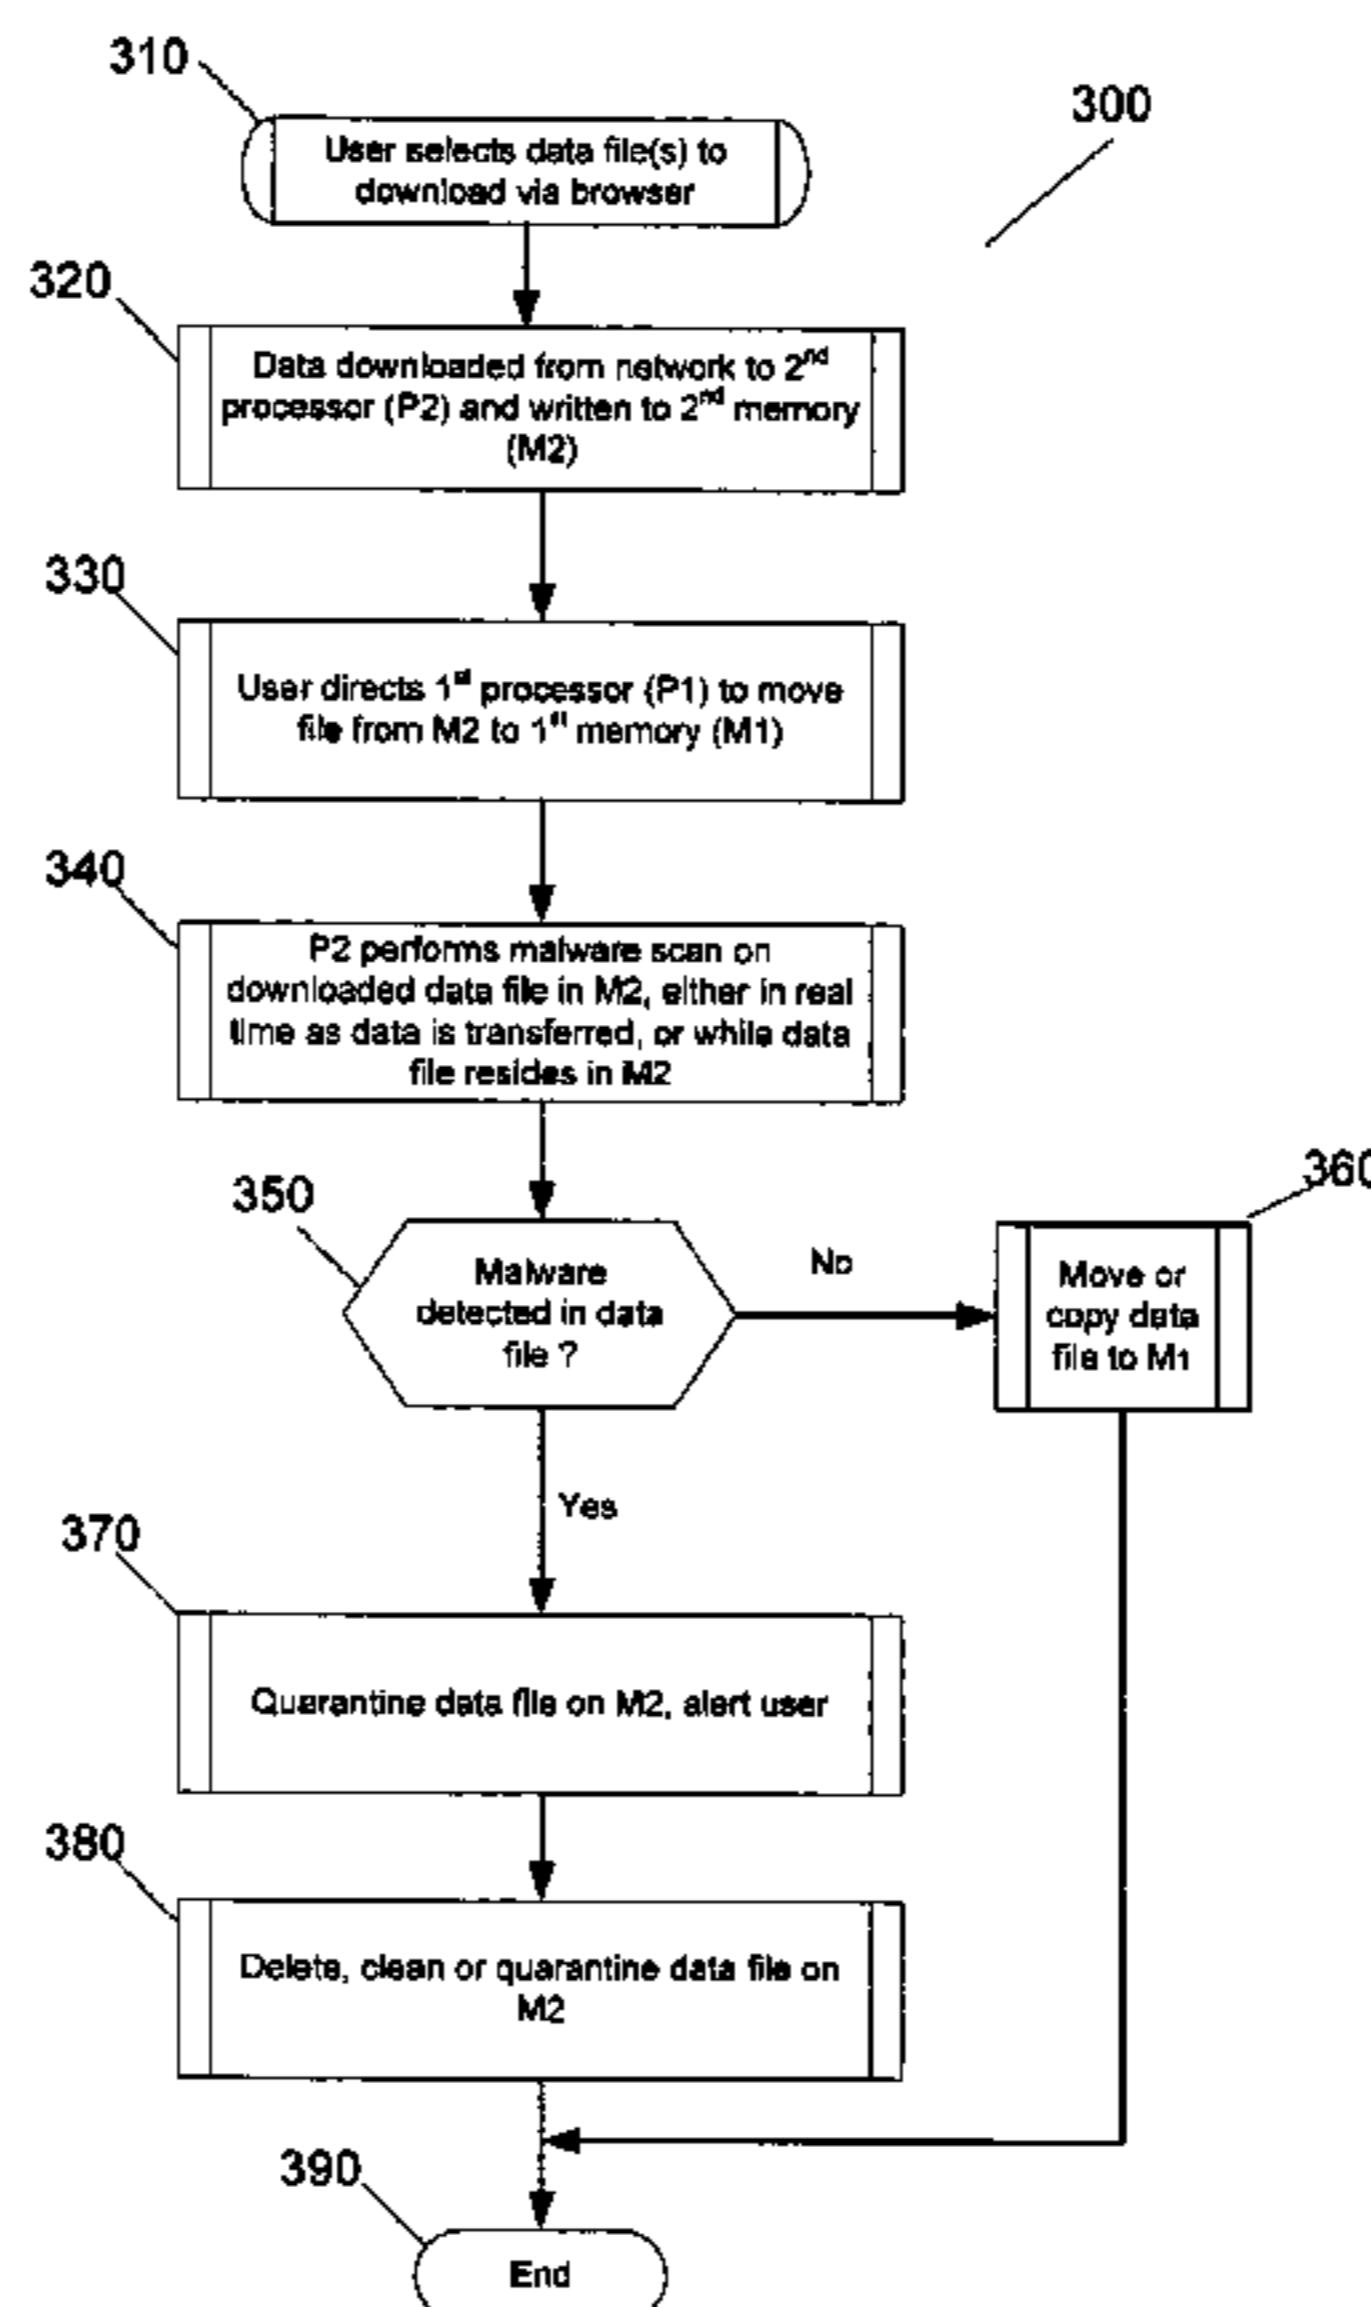 310
300
User selects data file(s) to
download via browser
320
Data downloaded from network to 2nd
processor (P2) and written to 2nd memory
(M2)
330
User directs 1st processor (P1) to move
file from M2 to 1st memory (M1)
340
P2 performs malware scan on
downloaded data file in M2, either in real
time as data is transferred, or while data
file resides in M2
350
360
Malware
detected in data
file ?
No
Move or
copy data
file to M1
Yes
370
Quarantine data file on M2, alert user
380
Delete, clean or quarantine data file on
M2
390
End